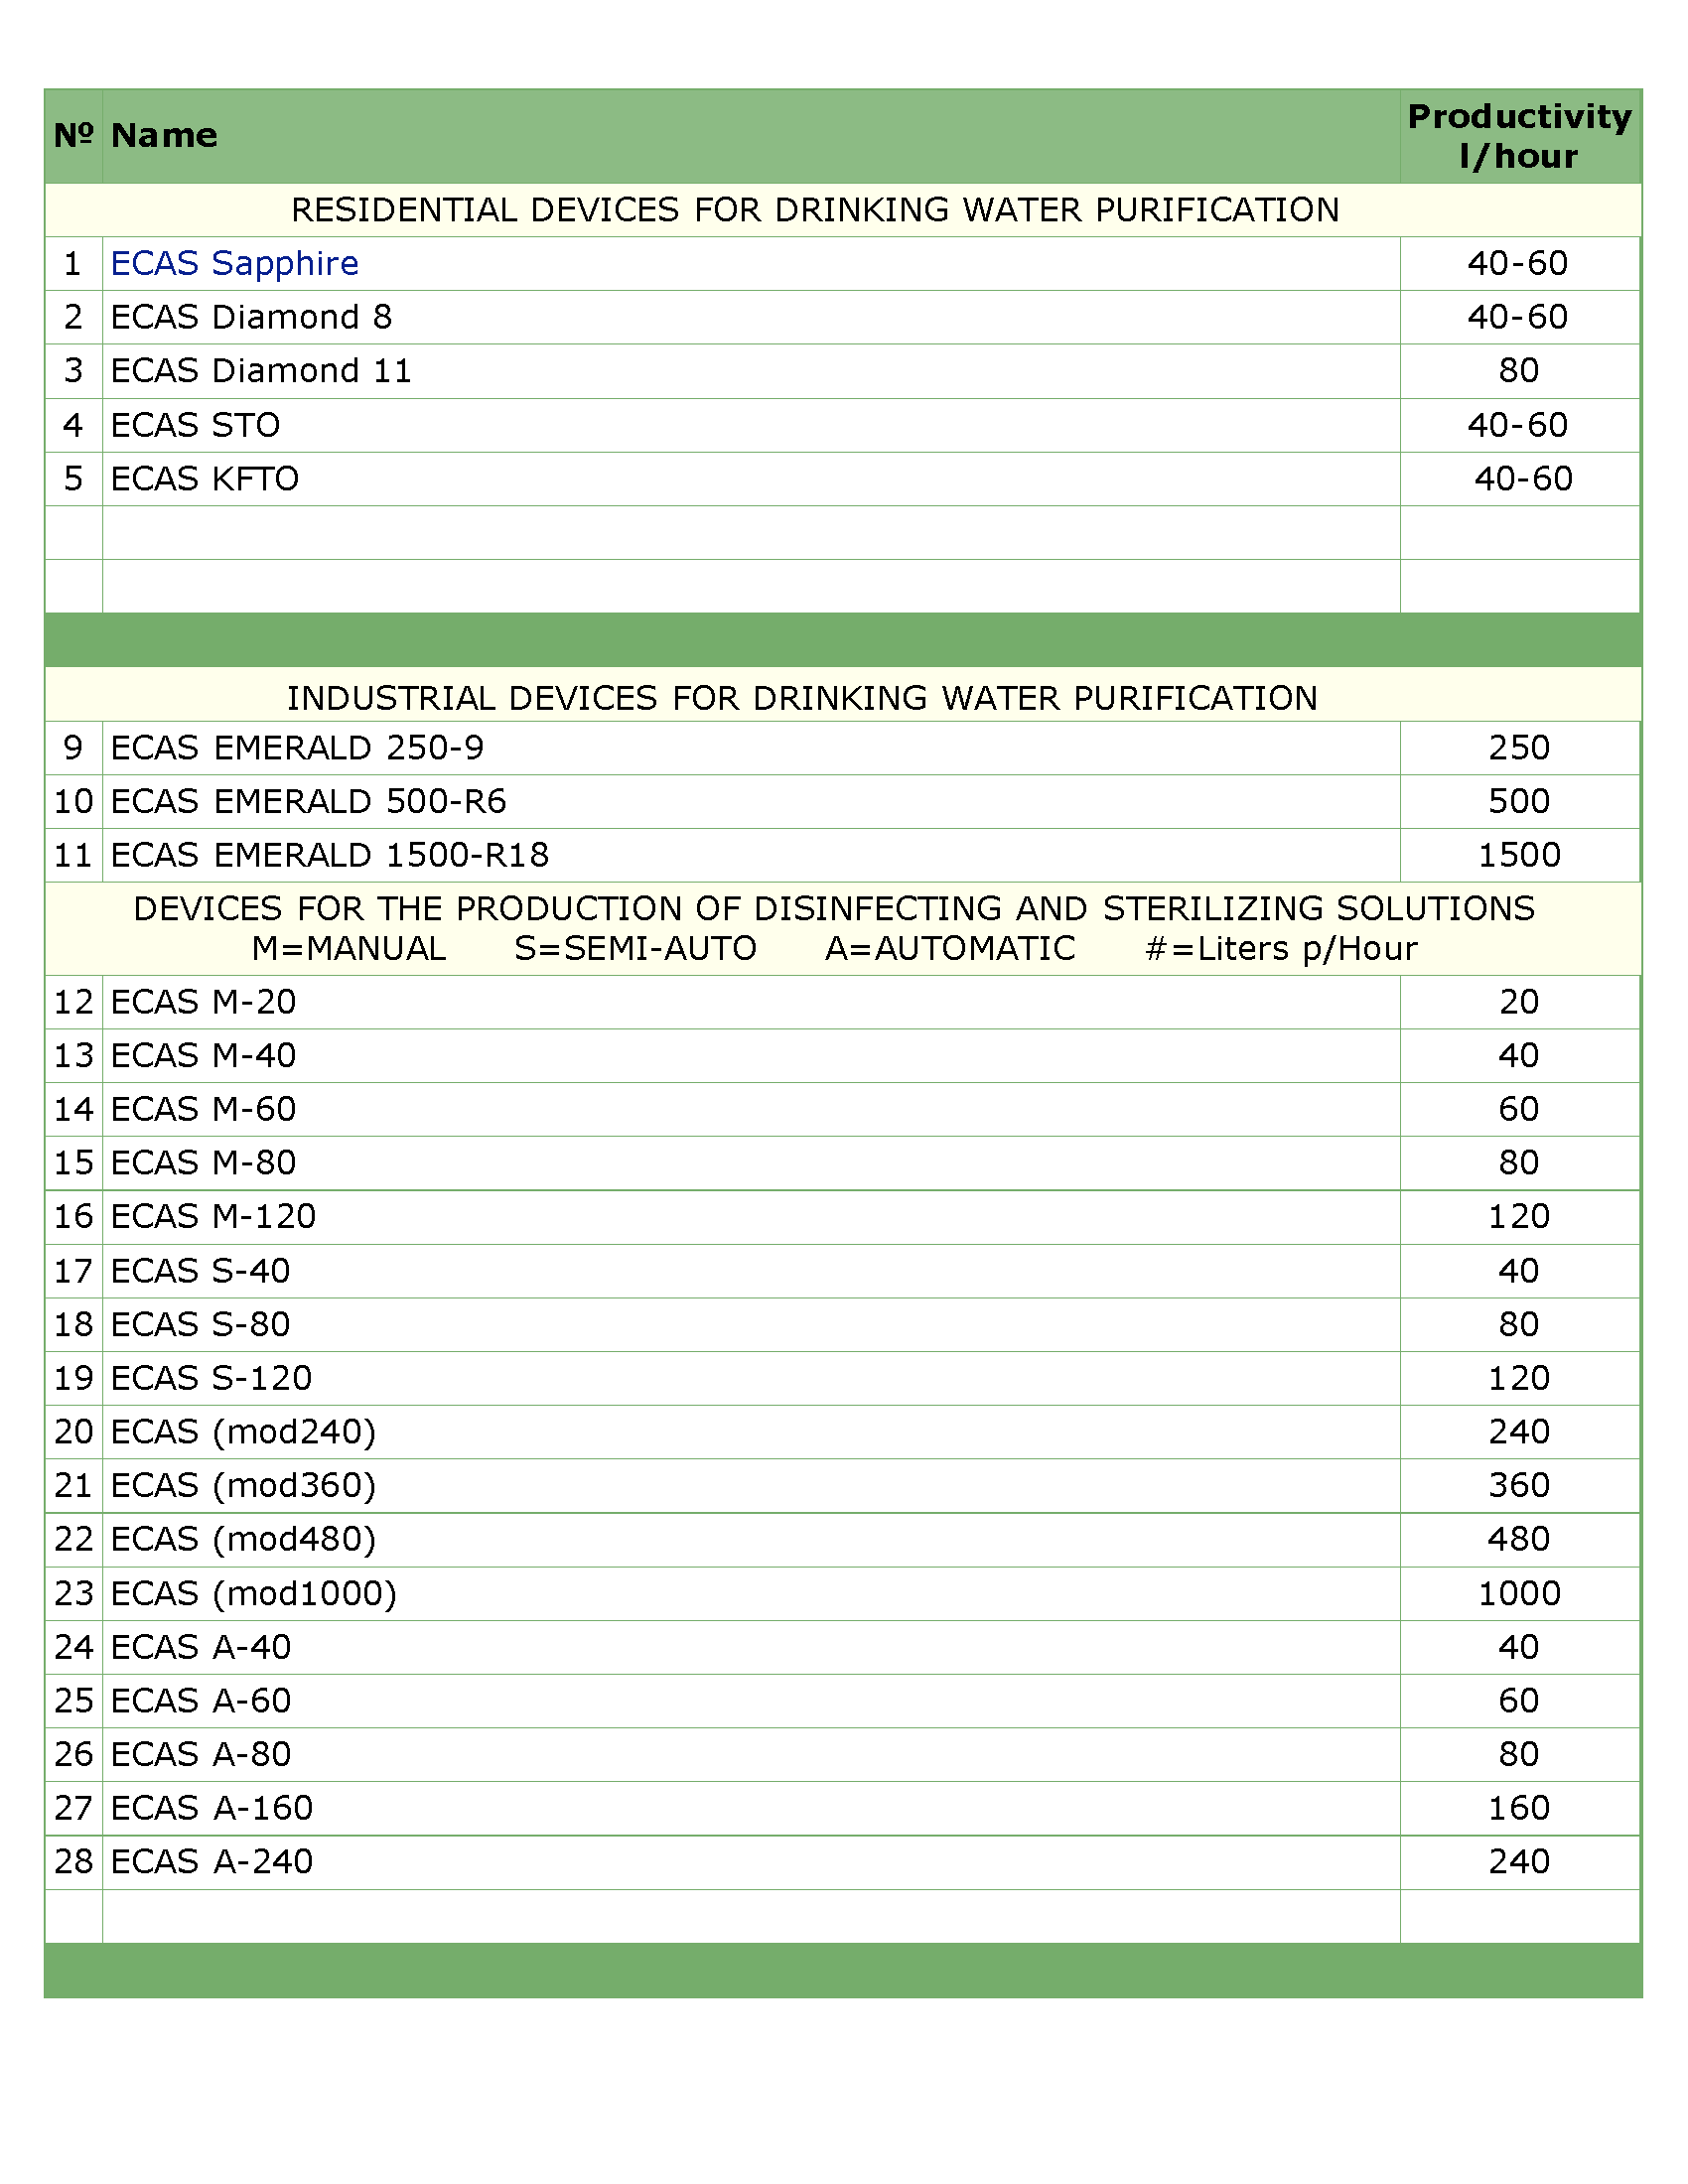 Nº Name Productivity l/hour
RESIDENTIAL DEVICES FOR DRINKING WATER PURIFICATION
1 ECAS Sapphire 40-60
2 ECAS Diamond 8 40-60
3 ECAS Diamond 11 80
4 ECAS STO 40-60
5 ECAS KFTO 40-60
INDUSTRIAL DEVICES FOR DRINKING WATER PURIFICATION
9 ECAS EMERALD 250-9 250
10 ECAS EMERALD 500-R6 500
11 ECAS EMERALD 1500-R18 1500
DEVICES FOR THE PRODUCTION OF DISINFECTING AND STERILIZING SOLUTIONS
M=MANUAL S=SEMI-AUTO A=AUTOMATIC #=Liters p/Hour
12 ECAS M-20 20
13 ECAS M-40 40
14 ECAS M-60 60
15 ECAS M-80 80
16 ECAS M-120 120
17 ECAS S-40 40
18 ECAS S-80 80
19 ECAS S-120 120
20 ECAS (mod240) 240
21 ECAS (mod360) 360
22 ECAS (mod480) 480
23 ECAS (mod1000) 1000
24 ECAS A-40 40
25 ECAS A-60 60
26 ECAS A-80 80
27 ECAS A-160 160
28 ECAS A-240 240